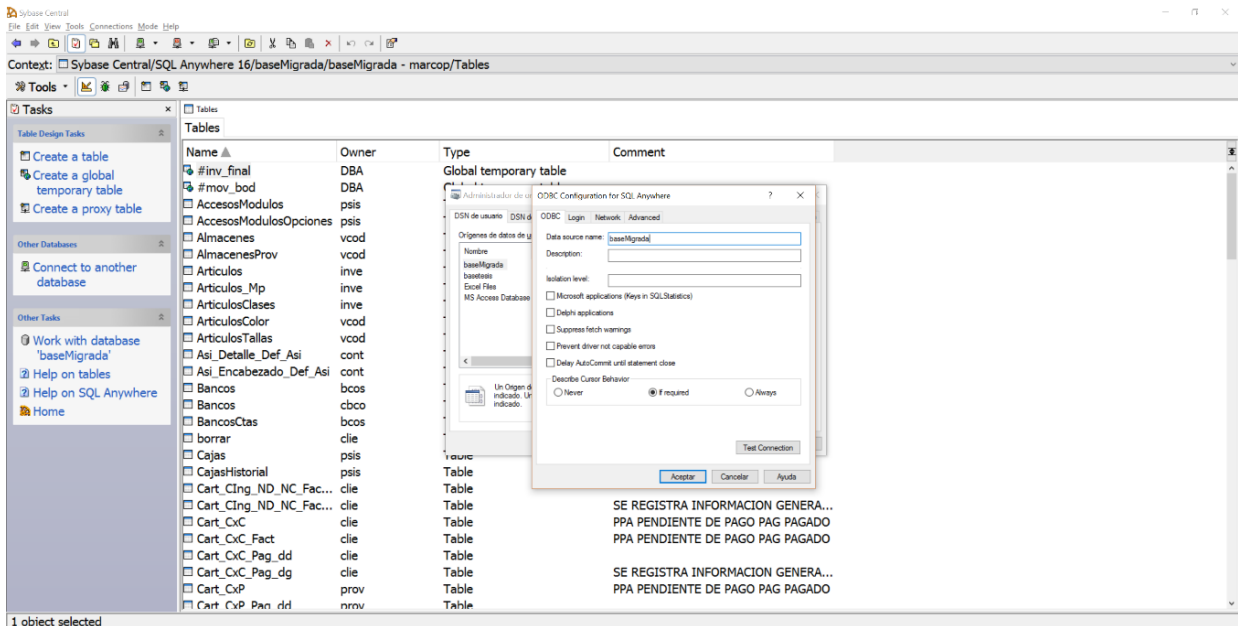 Sybase Central
File Edit View Tools Connections Mode Help
Context: Sybase Central/SQL Anywhere 16/baseMigrada/baseMigrada - marcop/Tables
Tools
Tasks
Table Design Tasks
Create a table
Create a global
temporary table
Create a proxy table
Other Databases
Connect to another
database
Other Tasks
Work with database
'baseMigrada'
Help on tables
Help on SQL Anywhere
Home
Tables
Tables
Name Owner Type Comment
#inv_final DBA Global temporary table
#mov_bod DBA
AccesosModulos psis
AccesosModulosOpciones psis
Almacenes vcod
AlmacenesProv vcod
Articulos inve
Articulos_Mp inve
ArticulosClases inve
ArticulosColor vcod
ArticulosTallas vcod
Asi_Detalle_Def_Asi cont
Asi_Encabezado_Def_Asi cont
Bancos bcos
Bancos cbco
BancosCtas bcos
borrar clie
Cajas psis Table
CajasHistorial psis Table
Cart_CIng_ND_NC_Fac... clie Table
Cart_CIng_ND_NC_Fac... clie Table SE REGISTRA INFORMACION GENERA...
Cart_CxC clie Table PPA PENDIENTE DE PAGO PAG PAGADO
Cart_CxC_Fact clie Table PPA PENDIENTE DE PAGO PAG PAGADO
Cart_CxC_Pag_dd clie Table
Cart_CxC_Pag_dg clie Table SE REGISTRA INFORMACION GENERA...
Cart_CxP prov Table PPA PENDIENTE DE PAGO PAG PAGADO
Cart_CxP_Pag_dd prov Table
Administrador de
DSN de usuario DSN
Orígenes de datos de
Nombre
baseMigrada
basetesis
Excel Files
MS Access Database
Un Origen
indicado.
indicado.
ODBC Configuration for SQL Anywhere
ODBC Login Network Advanced
Data source name: baseMigrada
Description:
Isolation level:
Microsoft applications (Keys in SQLStatistics)
Delphi applications
Suppress fetch warnings
Prevent driver not capable errors
Delay AutoCommit until statement close
Describe Cursor Behavior
Never If required Always
Test Connection
Aceptar Cancelar Ayuda
1 object selected